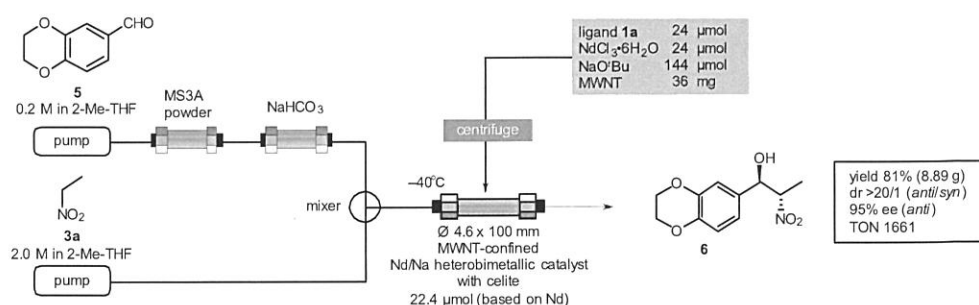 O
O
CHO
5
0.2 M in 2-Me-THF
pump
MS3A
powder
NaHCO3
NO2
3a
2.0 M in 2-Me-THF
pump
mixer
–40°C
ligand 1a 24 μmol
NdCl3•6H2O 24 μmol
NaOtBu 144 μmol
MWNT 36 mg
centrifuge
Ø 4.6 x 100 mm
MWNT-confined
Nd/Na heterobimetallic catalyst
with celite
22.4 μmol (based on Nd)
OH
O
O
NO2
6
yield 81% (8.89 g)
dr >20/1 (anti/syn)
95% ee (anti)
TON 1661